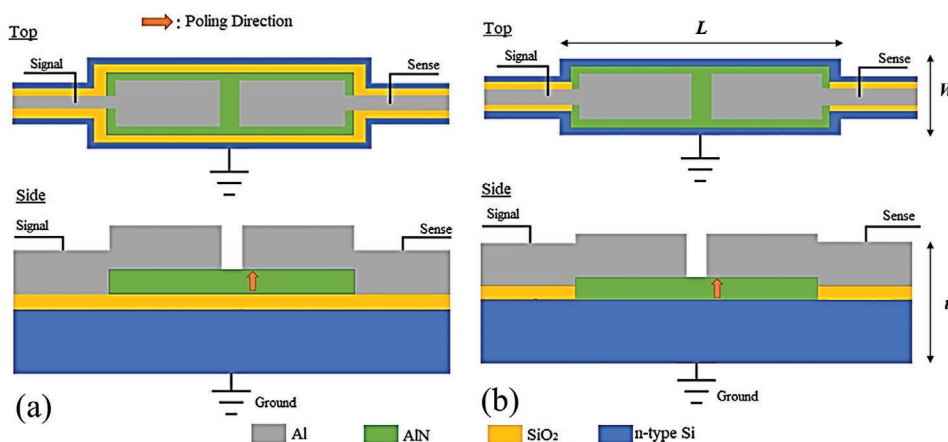 : Poling Direction
Top
Signal
Sense
Side
Signal
Sense
Ground
(a)
Top
L
Signal
Sense
Side
Signal
Sense
t
Ground
(b)
Al
AlN
SiO₂
n-type Si